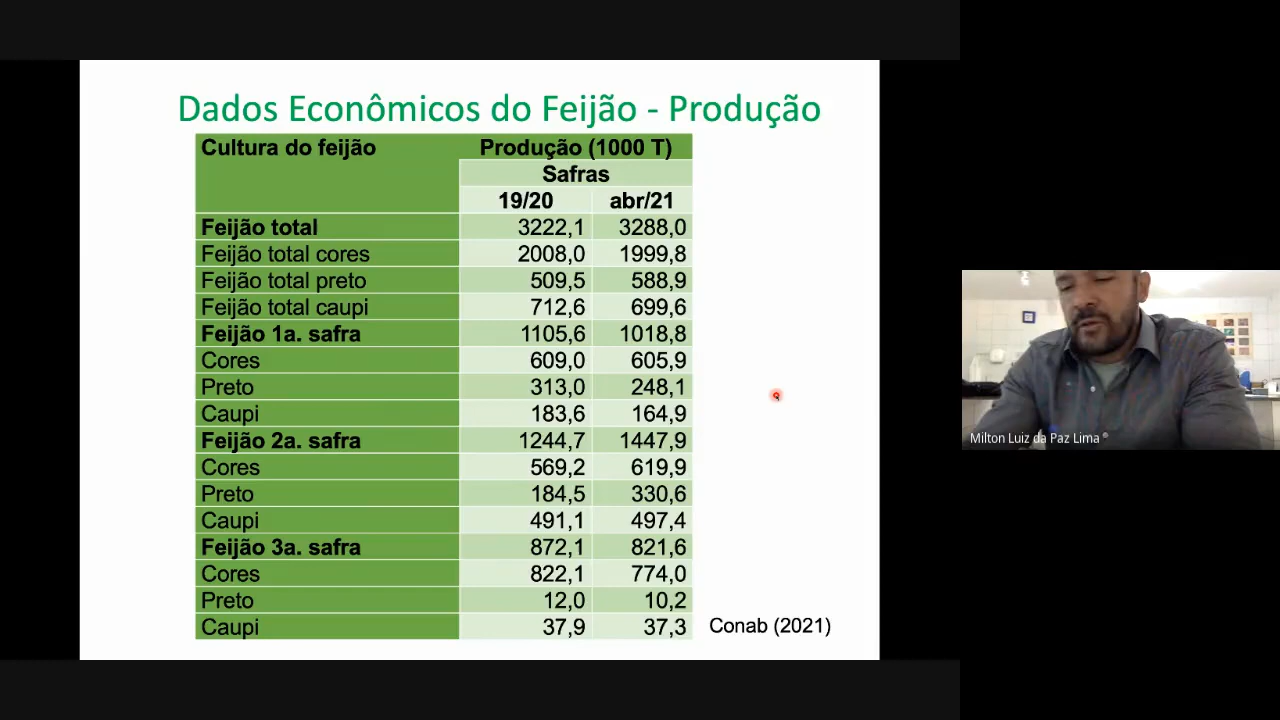 Dados Econômicos do Feijão - Produção
Cultura do feijão Produção (1000 T)
Safras
19/20 abr/21
Feijão total 3222,1 3288,0
Feijão total cores 2008,0 1999,8
Feijão total preto 509,5 588,9
Feijão total caupi 712,6 699,6
Feijão 1a. safra 1105,6 1018,8
Cores 609,0 605,9
Preto 313,0 248,1
Caupi 183,6 164,9
Feijão 2a. safra 1244,7 1447,9
Cores 569,2 619,9
Preto 184,5 330,6
Caupi 491,1 497,4
Feijão 3a. safra 872,1 821,6
Cores 822,1 774,0
Preto 12,0 10,2
Caupi 37,9 37,3
Conab (2021)
Milton Luiz da Paz Lima